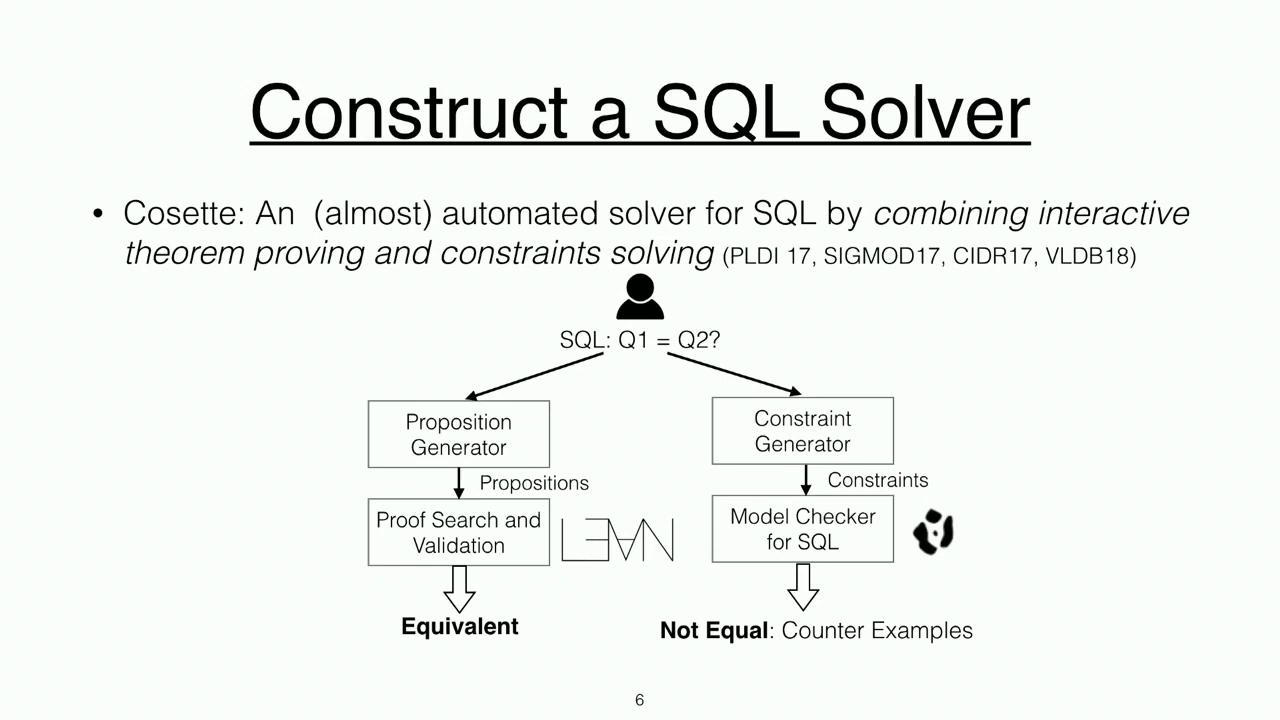 Construct a SQL Solver
• Cosette: An (almost) automated solver for SQL by combining interactive
theorem proving and constraints solving (PLDI 17, SIGMOD17, CIDR17, VLDB18)
SQL: Q1 = Q2?
Proposition
Generator
Constraint
Generator
Propositions
Constraints
Proof Search and
Validation
L∃∀N
Model Checker
for SQL
Equivalent
Not Equal: Counter Examples
6